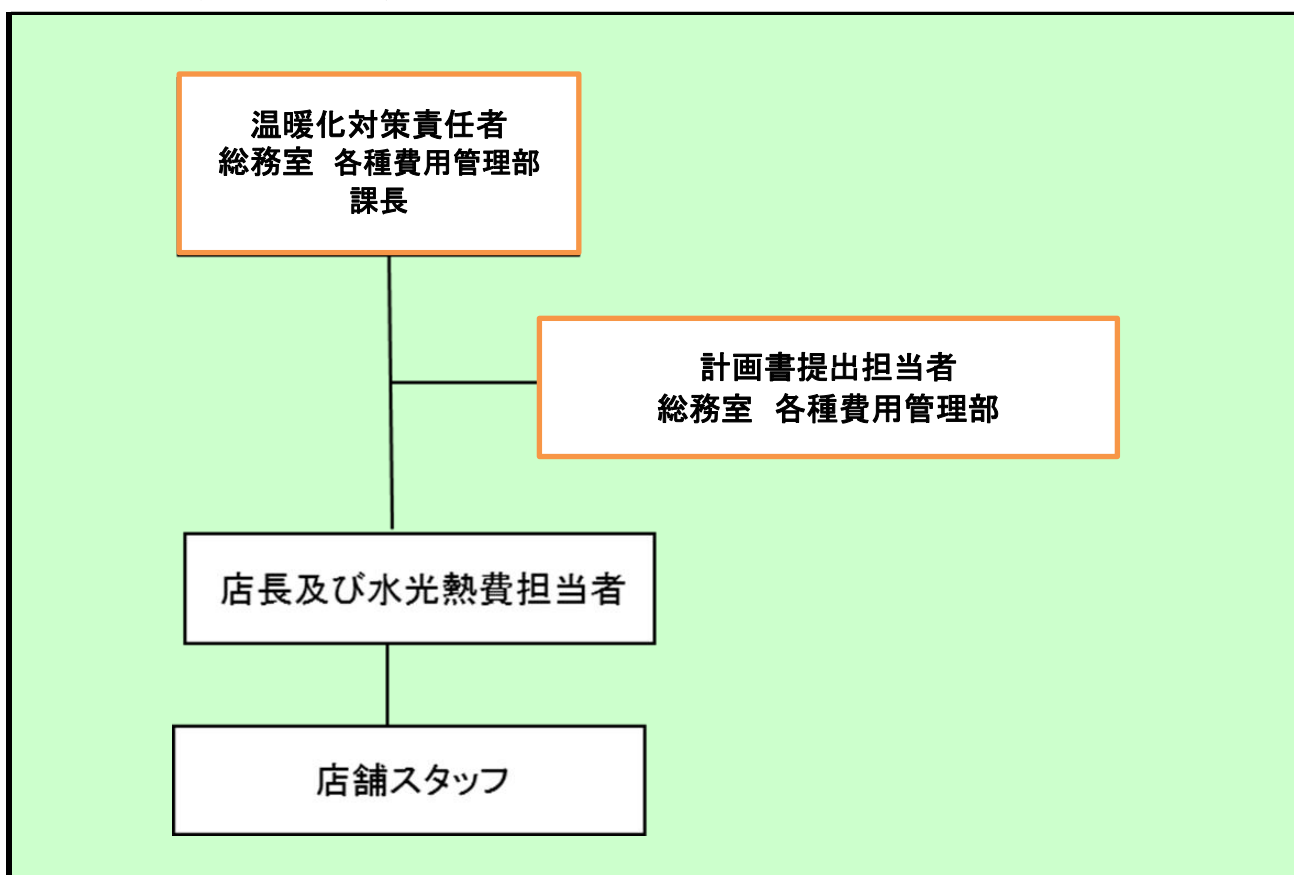 温暖化対策責任者
総務室　各種費用管理部
課長
計画書提出担当者
総務室　各種費用管理部
店長及び水光熱費担当者
店舗スタッフ